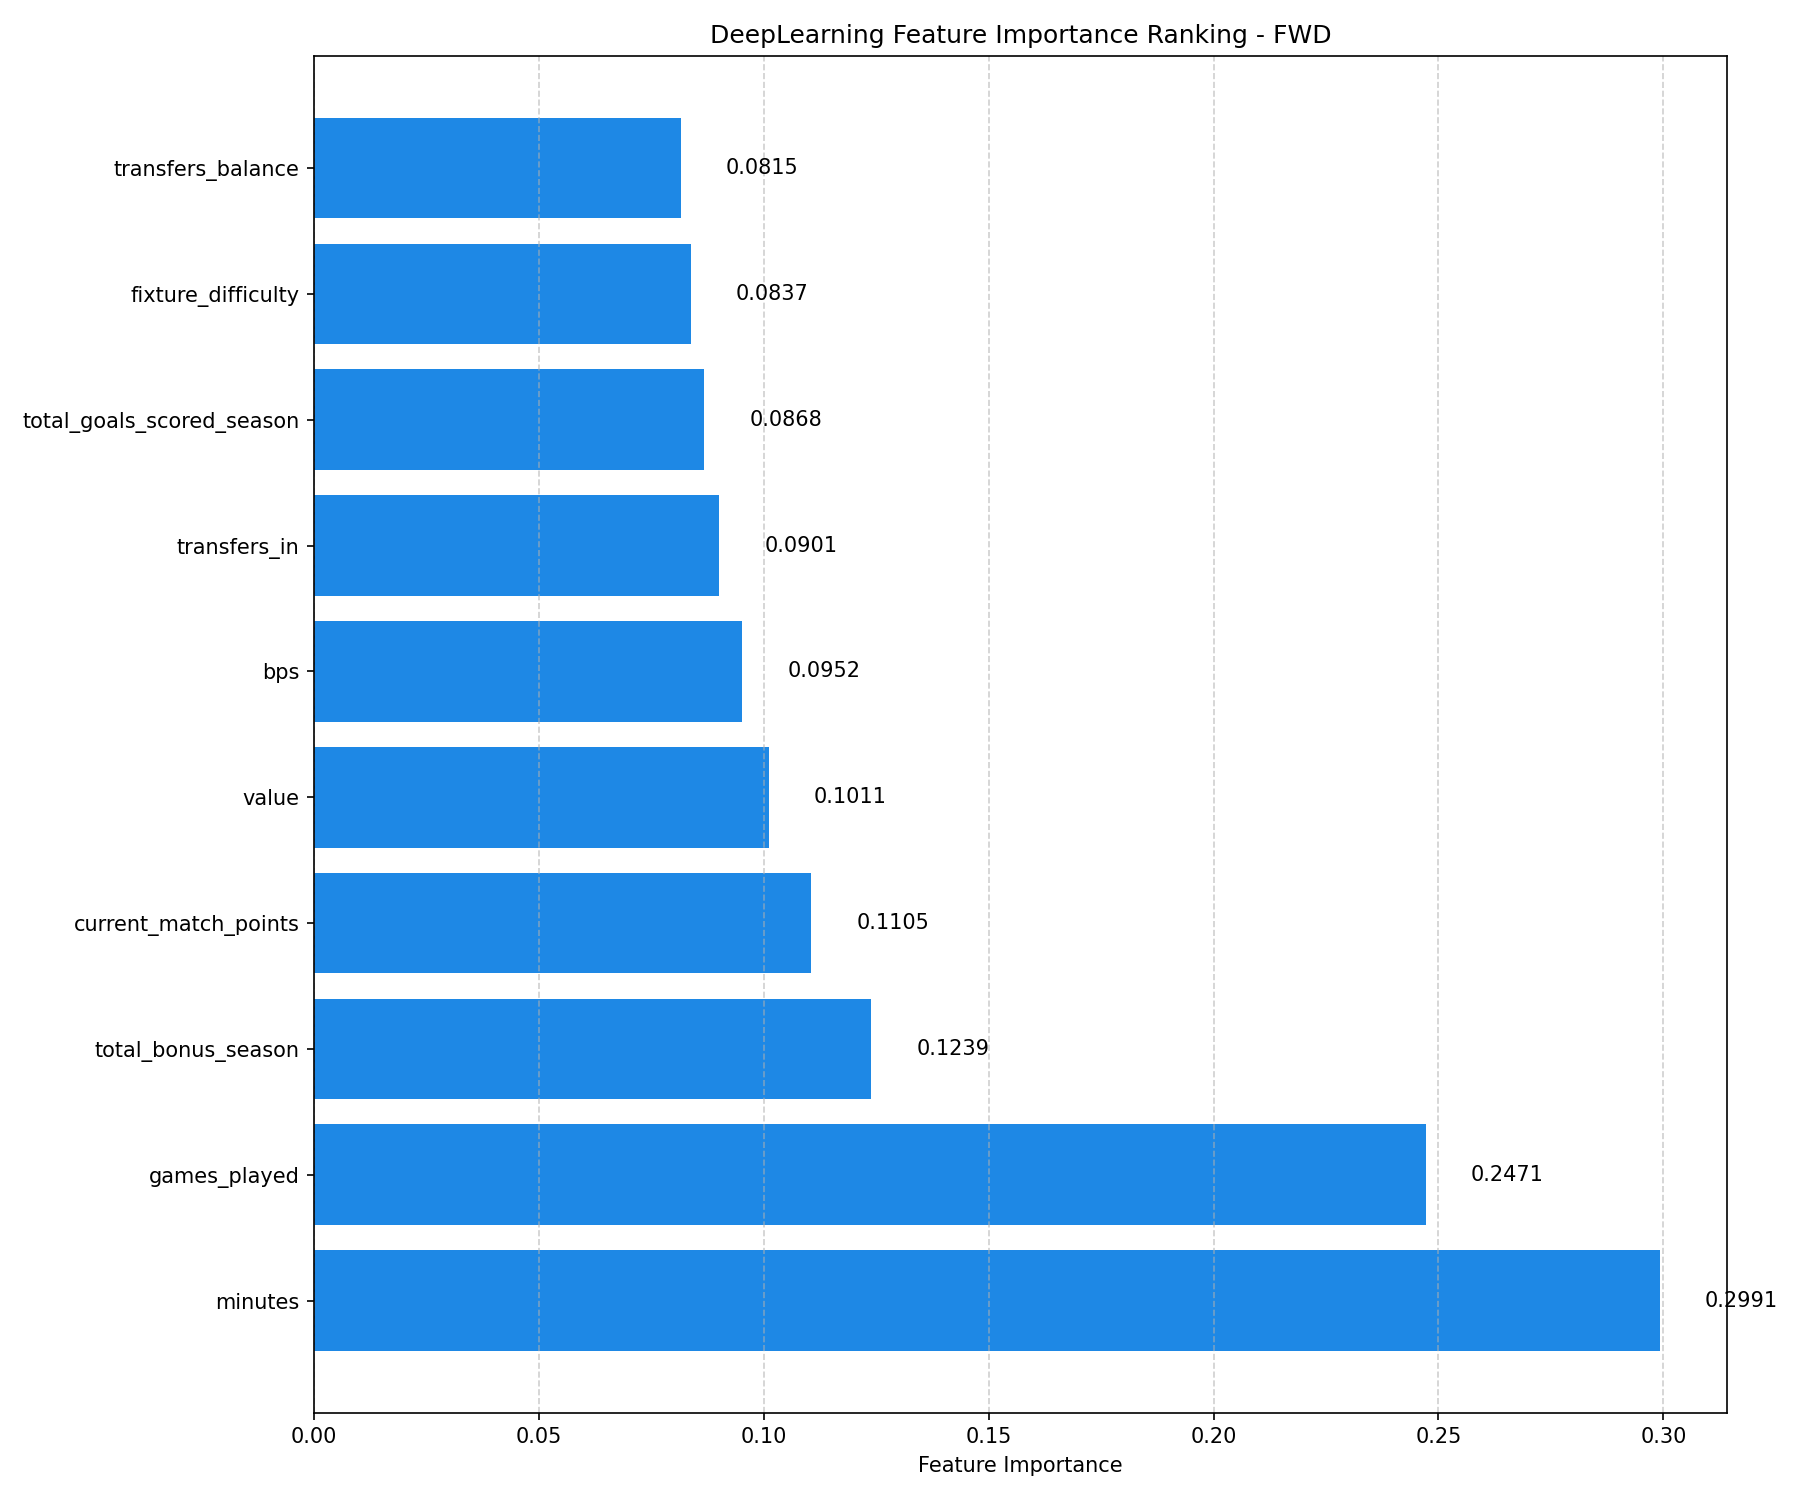 DeepLearning Feature Importance Ranking - FWD
transfers_balance 0.0815
fixture_difficulty 0.0837
total_goals_scored_season 0.0868
transfers_in 0.0901
bps 0.0952
value 0.1011
current_match_points 0.1105
total_bonus_season 0.1239
games_played 0.2471
minutes 0.2991
0.00 0.05 0.10 0.15 0.20 0.25 0.30
Feature Importance